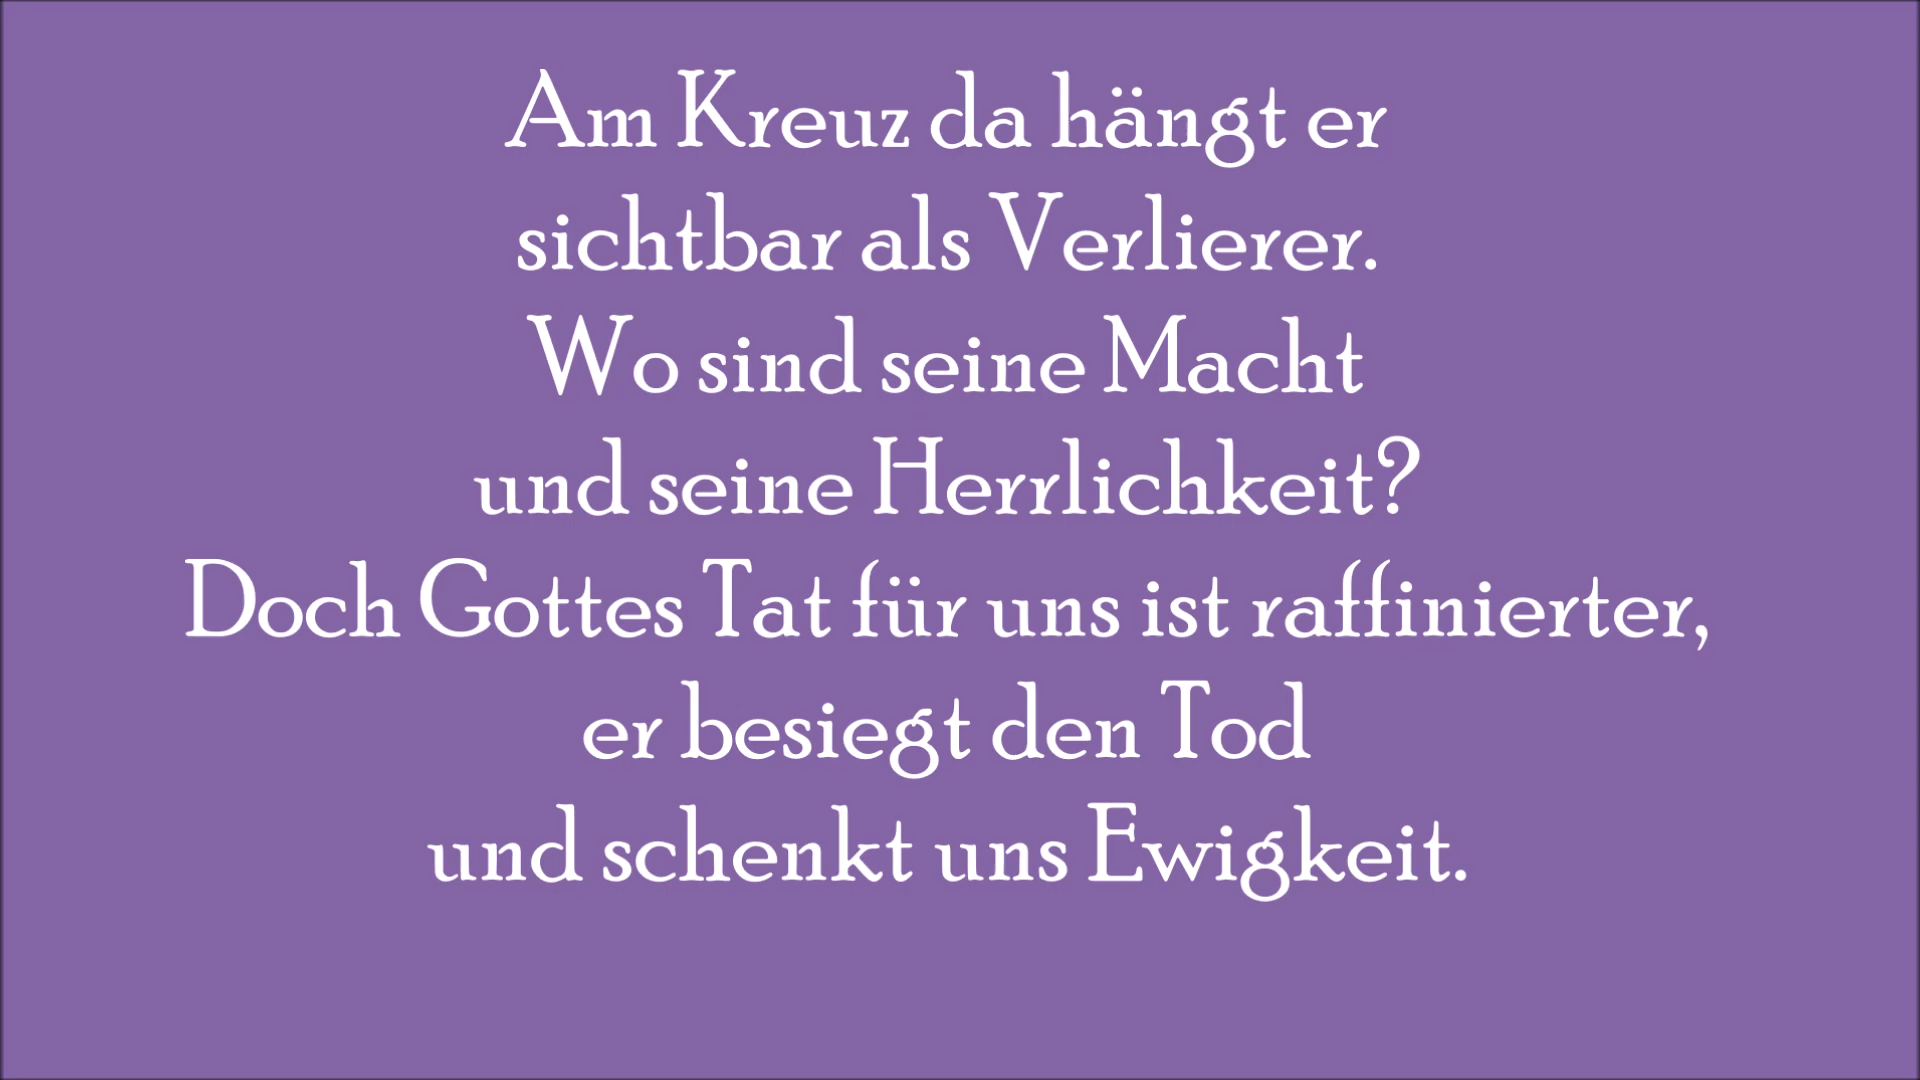 Am Kreuz da hängt er
sichtbar als Verlierer.
Wo sind seine Macht
und seine Herrlichkeit?
Doch Gottes Tat für uns ist raffinierter,
er besiegt den Tod
und schenkt uns Ewigkeit.